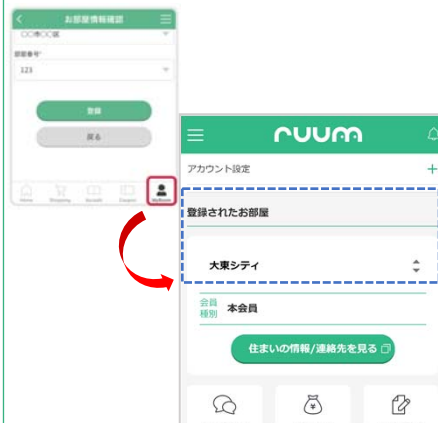 お部屋情報確認
〇〇市〇〇区
部屋番号*
123
登録
戻る
Home Shopping Coupon MyRoom
ruum
アカウント設定
登録されたお部屋
大東シティ
会員種別 本会員
住まいの情報/連絡先を見る